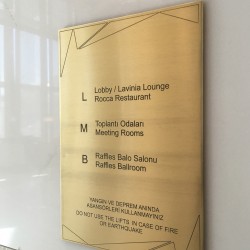 L Lobby / Lavinia Lounge
Rocca Restaurant
M Toplantı Odaları
Meeting Rooms
B Raffles Balo Salonu
Raffles Ballroom
YANGIN VE DEPREM ANINDA
ASANSÖRLERİ KULLANMAYINIZ
DO NOT USE THE LIFTS IN CASE OF FIRE
OR EARTHQUAKE